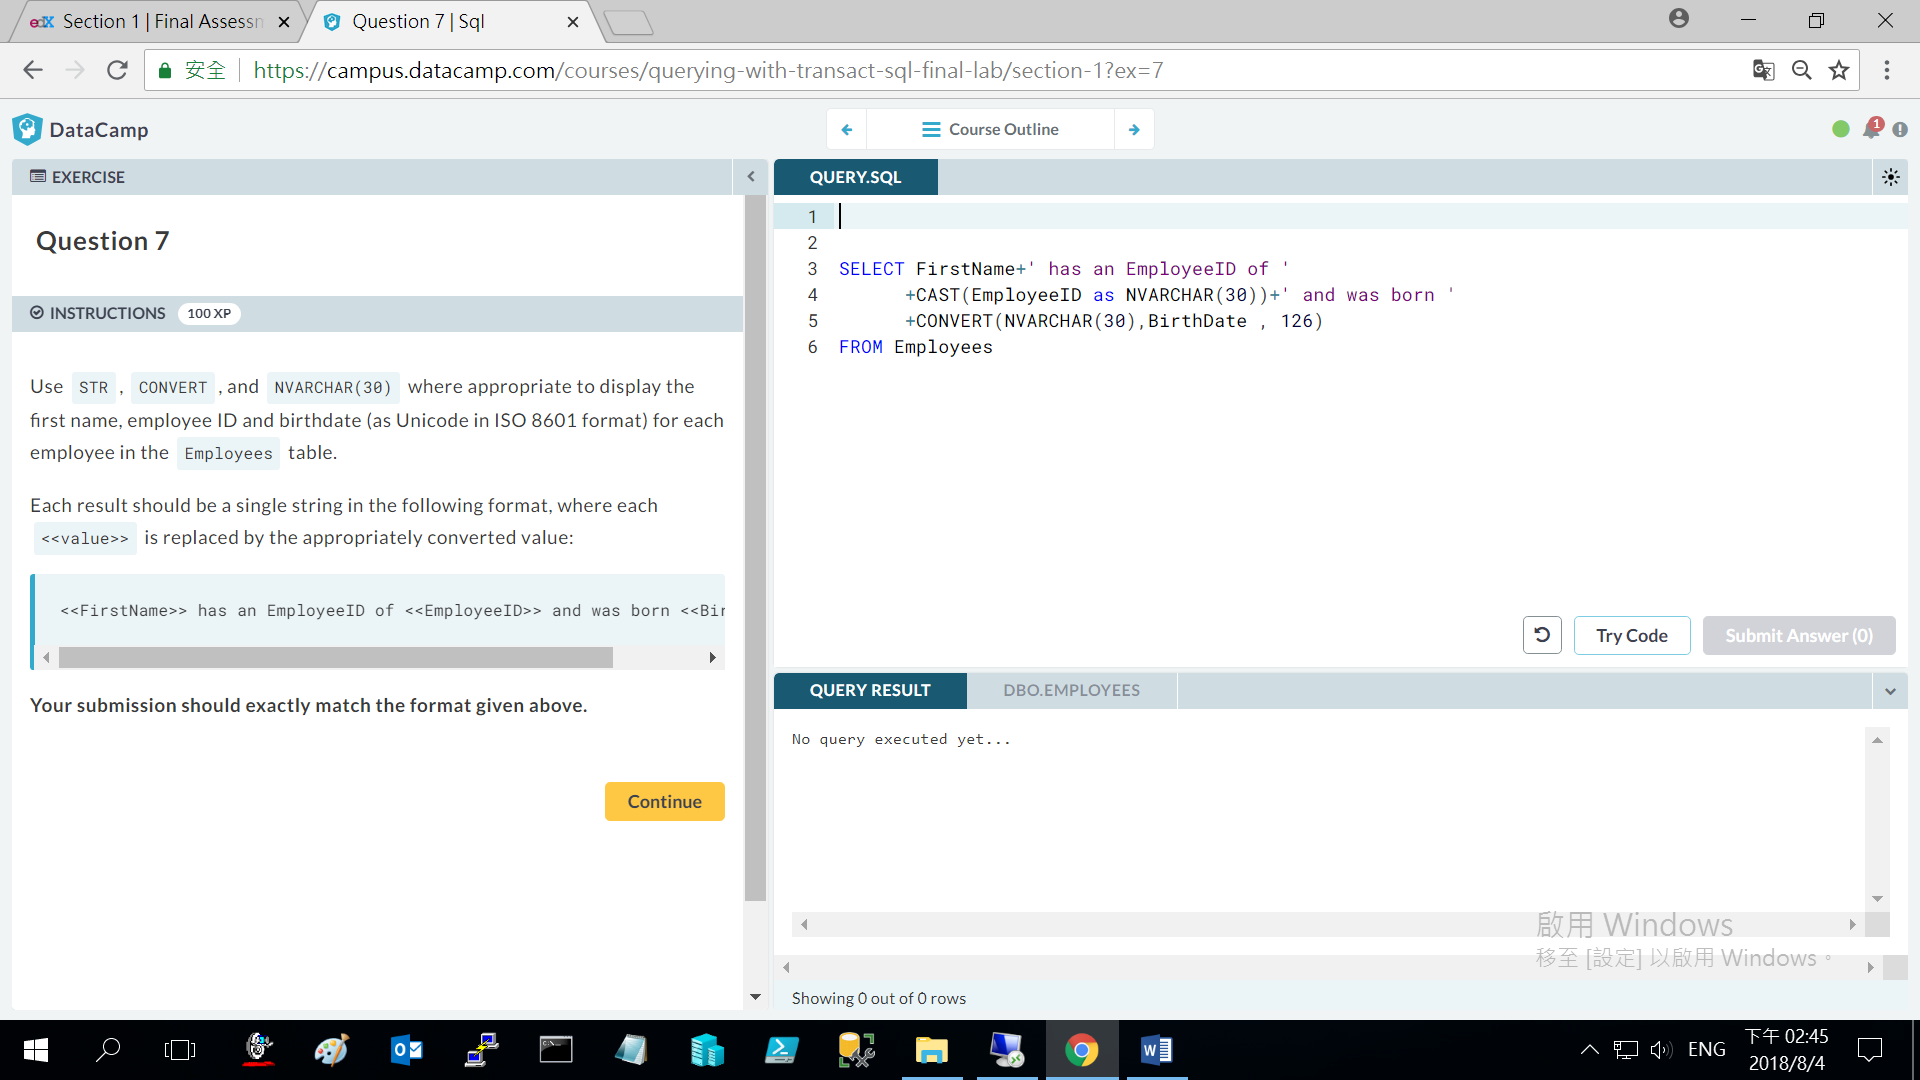 Section 1 | Final Assessm
Question 7 | Sql
安全
https://campus.datacamp.com/courses/querying-with-transact-sql-final-lab/section-1?ex=7
DataCamp
Course Outline
1
EXERCISE
QUERY.SQL
Question 7
INSTRUCTIONS 100 XP
Use STR , CONVERT , and NVARCHAR(30) where appropriate to display the
first name, employee ID and birthdate (as Unicode in ISO 8601 format) for each
employee in the Employees table.
Each result should be a single string in the following format, where each
<<value>> is replaced by the appropriately converted value:
<<FirstName>> has an EmployeeID of <<EmployeeID>> and was born <<Bir
Your submission should exactly match the format given above.
Continue
1
2
3 SELECT FirstName+' has an EmployeeID of '
4 +CAST(EmployeeID as NVARCHAR(30))+' and was born '
5 +CONVERT(NVARCHAR(30),BirthDate , 126)
6 FROM Employees
Try Code
Submit Answer (0)
QUERY RESULT
DBO.EMPLOYEES
No query executed yet...
啟用 Windows
移至 [設定] 以啟用 Windows。
Showing 0 out of 0 rows
ENG
下午 02:45
2018/8/4